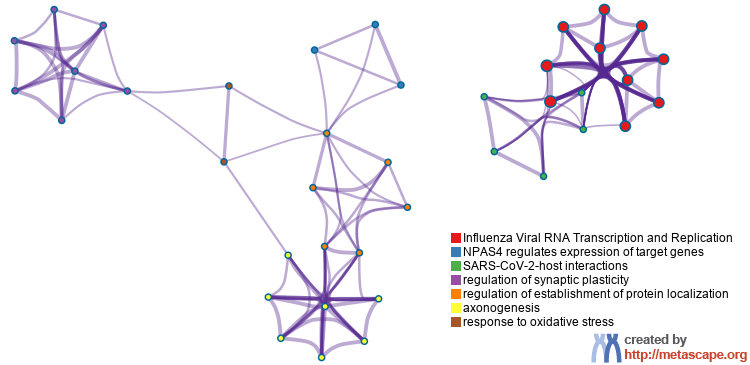 Influenza Viral RNA Transcription and Replication
NPAS4 regulates expression of target genes
SARS-CoV-2-host interactions
regulation of synaptic plasticity
regulation of establishment of protein localization
axonogenesis
response to oxidative stress
created by
http://metascape.org